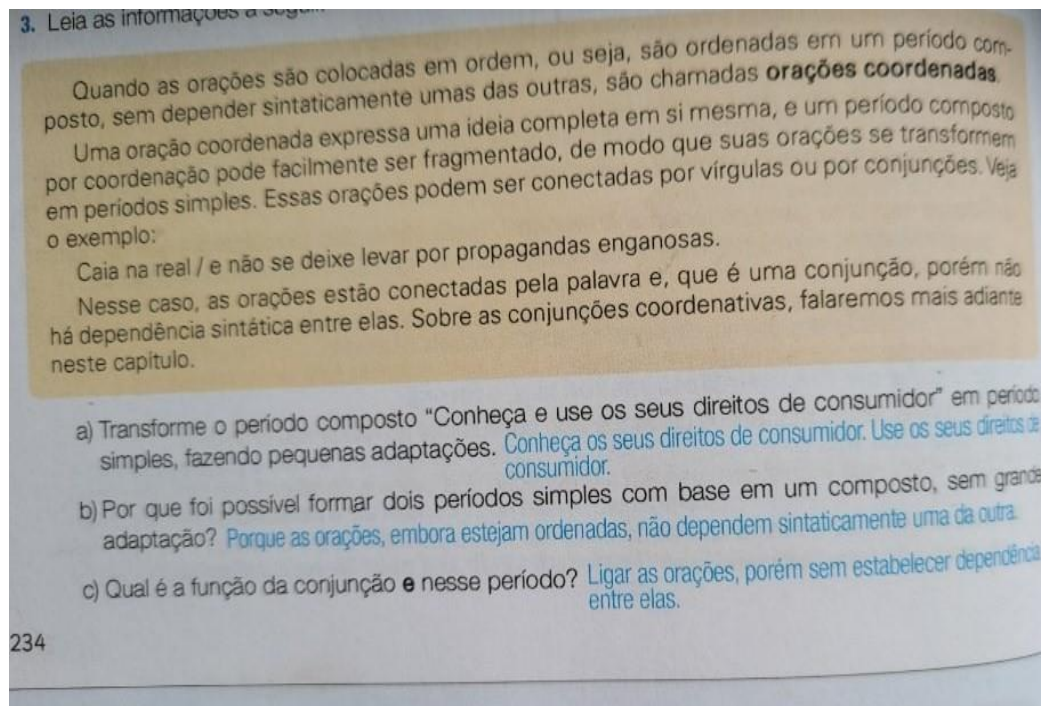 3. Leia as informações a
Quando as orações são colocadas em ordem, ou seja, são ordenadas em um período com-
posto, sem depender sintaticamente umas das outras, são chamadas orações coordenadas.
Uma oração coordenada expressa uma ideia completa em si mesma, e um período composto
por coordenação pode facilmente ser fragmentado, de modo que suas orações se transformem
em períodos simples. Essas orações podem ser conectadas por vírgulas ou por conjunções. Veja
o exemplo:
Caia na real / e não se deixe levar por propagandas enganosas.
Nesse caso, as orações estão conectadas pela palavra e, que é uma conjunção, porém não
há dependência sintática entre elas. Sobre as conjunções coordenativas, falaremos mais adiante
neste capítulo.
a) Transforme o período composto “Conheça e use os seus direitos de consumidor” em período
simples, fazendo pequenas adaptações. Conheça os seus direitos de consumidor. Use os seus direitos de
consumidor.
b) Por que foi possível formar dois períodos simples com base em um composto, sem grande
adaptação? Porque as orações, embora estejam ordenadas, não dependem sintaticamente uma da outra.
c) Qual é a função da conjunção e nesse período? Ligar as orações, porém sem estabelecer dependência
entre elas.
234